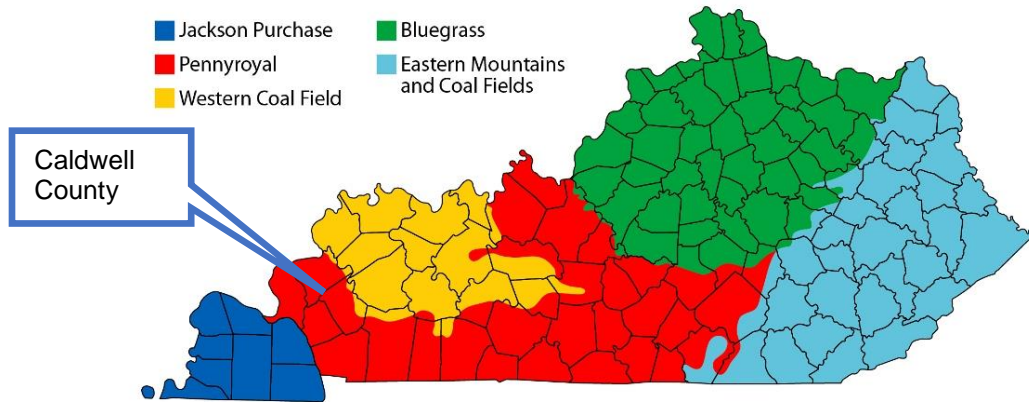 Jackson Purchase
Pennyroyal
Western Coal Field
Bluegrass
Eastern Mountains
and Coal Fields
Caldwell
County